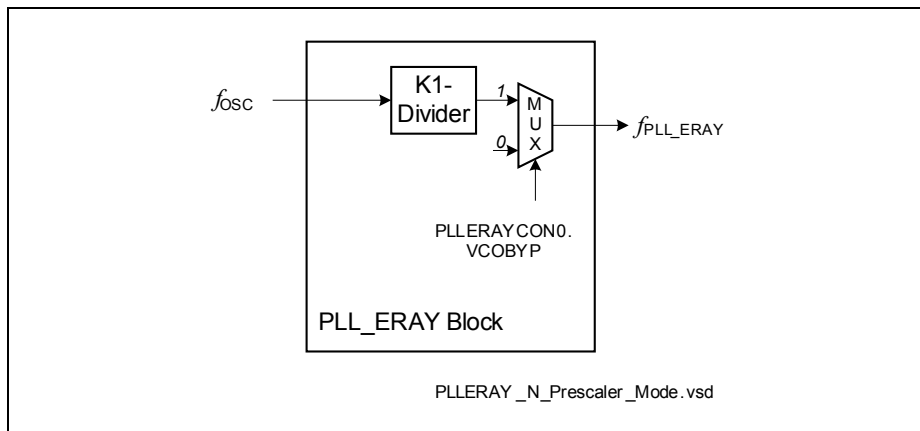 K1-
Divider
fOSC
1
M
U
X
0
fPLL_ERAY
PLLERAYCON0.
VCOBYP
PLL_ERAY Block
PLLERAY_N_Prescaler_Mode.vsd